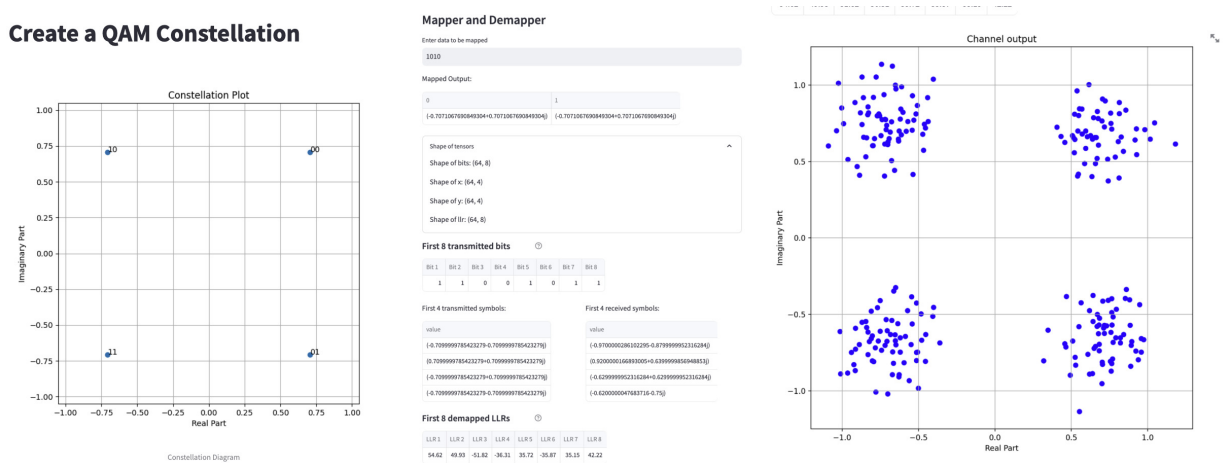 Create a QAM Constellation
Constellation Plot
1.00
0.75
0.50
0.25
0.00
−0.25
−0.50
−0.75
−1.00
Imaginary Part
10
00
11
01
−1.00 −0.75 −0.50 −0.25 0.00 0.25 0.50 0.75 1.00
Real Part
Constellation Diagram
Mapper and Demapper
Enter data to be mapped
1010
Mapped Output:
0 1
(-0.7071067690849304+0.7071067690849304j) (-0.7071067690849304+0.7071067690849304j)
Shape of tensors
Shape of bits: (64, 8)
Shape of x: (64, 4)
Shape of y: (64, 4)
Shape of llr: (64, 8)
First 8 transmitted bits
Bit 1 Bit 2 Bit 3 Bit 4 Bit 5 Bit 6 Bit 7 Bit 8
1 1 0 0 1 0 1 1
First 4 transmitted symbols:
value
(-0.7099999785423279-0.7099999785423279j)
(0.7099999785423279+0.7099999785423279j)
(-0.7099999785423279+0.7099999785423279j)
(-0.7099999785423279-0.7099999785423279j)
First 4 received symbols:
value
(-0.9700000286102295-0.8799999952316284j)
(0.9200000166893005+0.6399999856948853j)
(-0.6299999952316284+0.6299999952316284j)
(-0.6200000047683716-0.75j)
First 8 demapped LLRs
LLR 1 LLR 2 LLR 3 LLR 4 LLR 5 LLR 6 LLR 7 LLR 8
54.62 49.93 -51.82 -36.31 35.72 -35.87 35.15 42.22
Channel output
1.0
0.5
0.0
−0.5
−1.0
Imaginary Part
−1.0 −0.5 0.0 0.5 1.0
Real Part